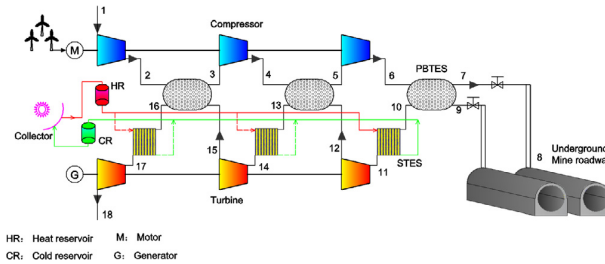 1
Compressor
M
2
3
4
5
6
PBTES
7
HR
16
13
10
9
Collector
CR
15
12
8
Underground
Mine roadwa
17
14
11
STES
G
Turbine
18
HR: Heat reservoir
M: Motor
CR: Cold reservoir
G: Generator